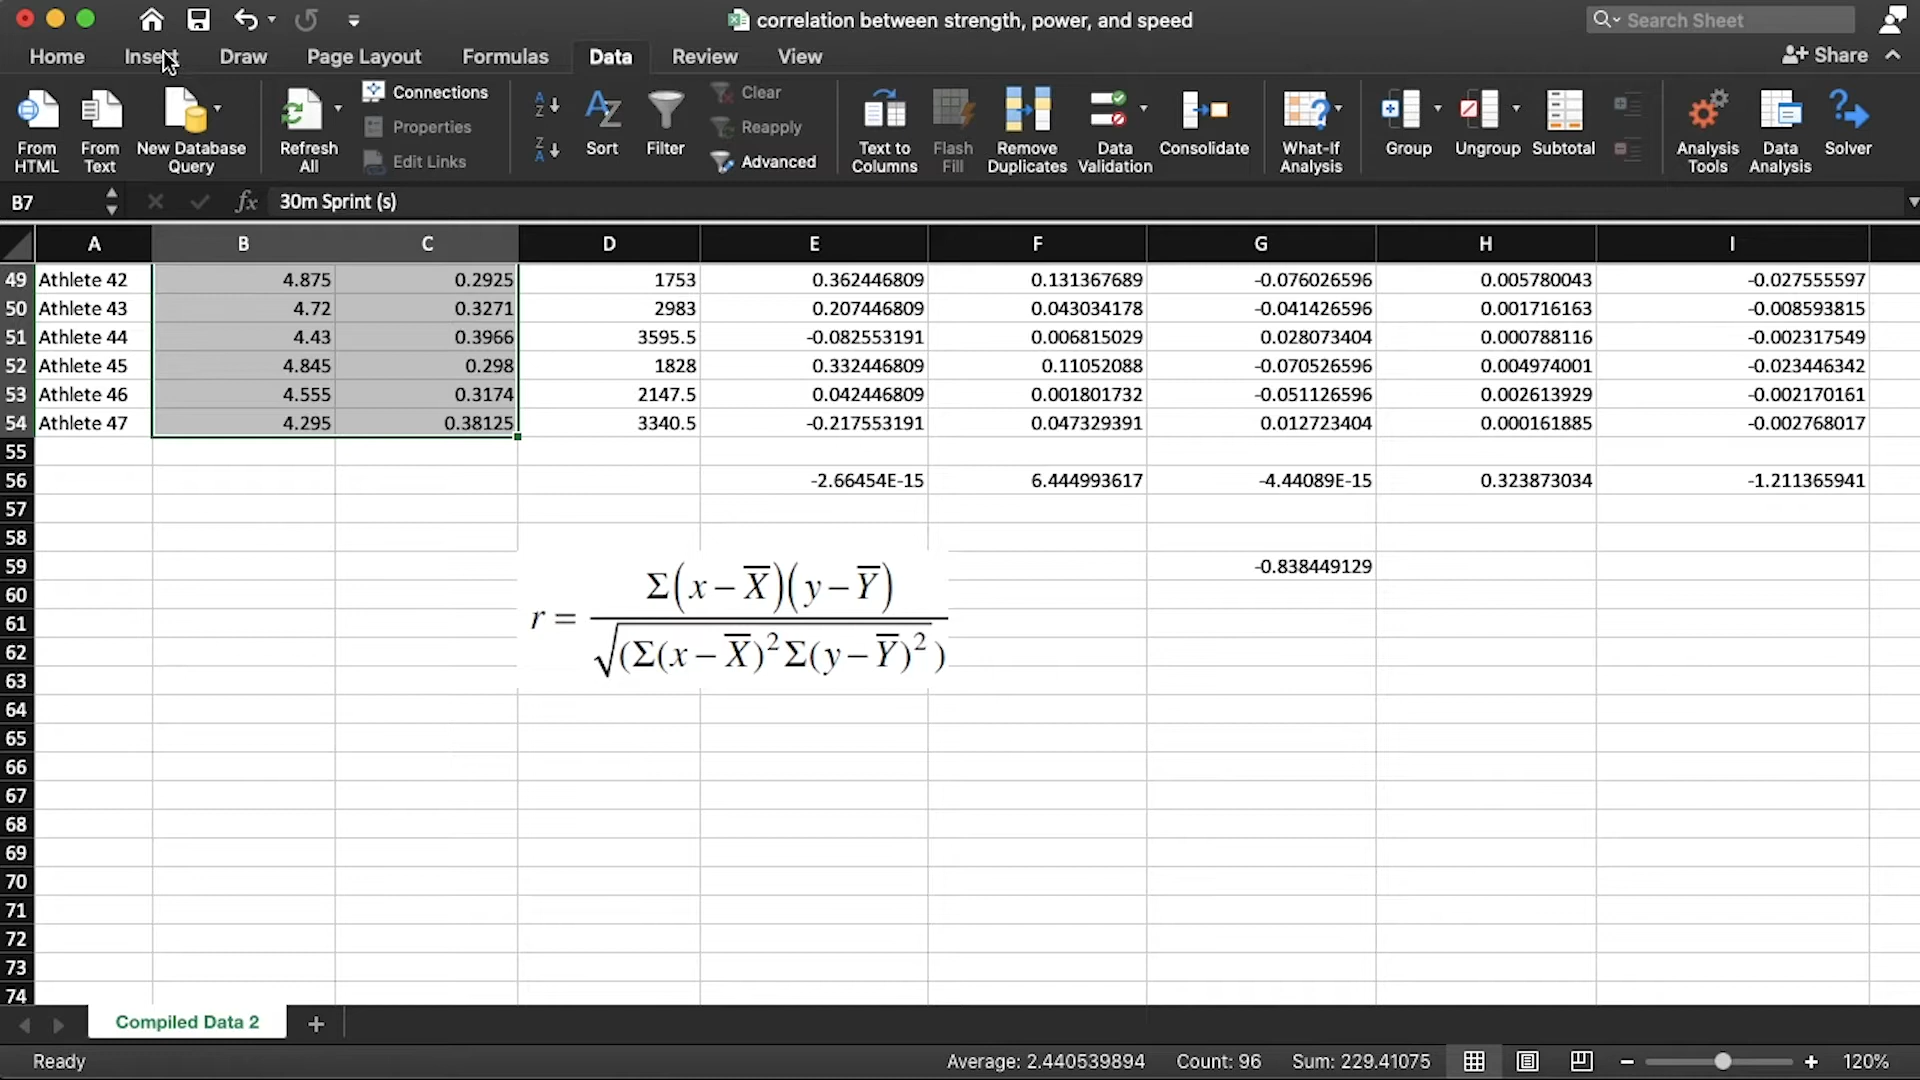 correlation between strength, power, and speed
Search Sheet
Home Insert Draw Page Layout Formulas Data Review View
Share
From HTML
From Text
New Database Query
Refresh All
Connections
Properties
Edit Links
Sort
Filter
Clear
Reapply
Advanced
Text to Columns
Flash Fill
Remove Duplicates
Data Validation
Consolidate
What-If Analysis
Group
Ungroup
Subtotal
Analysis Tools
Data Analysis
Solver
B7 fx 30m Sprint (s)
A B C D E F G H I
49 Athlete 42 4.875 0.2925 1753 0.362446809 0.131367689 -0.076026596 0.005780043 -0.027555597
50 Athlete 43 4.72 0.3271 2983 0.207446809 0.043034178 -0.041426596 0.001716163 -0.008593815
51 Athlete 44 4.43 0.3966 3595.5 -0.082553191 0.006815029 0.028073404 0.000788116 -0.002317549
52 Athlete 45 4.845 0.298 1828 0.332446809 0.11052088 -0.070526596 0.004974001 -0.023446342
53 Athlete 46 4.555 0.3174 2147.5 0.042446809 0.001801732 -0.051126596 0.002613929 -0.002170161
54 Athlete 47 4.295 0.38125 3340.5 -0.217553191 0.047329391 0.012723404 0.000161885 -0.002768017
55
56 -2.66454E-15 6.444993617 -4.44089E-15 0.323873034 -1.211365941
57
58
59 -0.838449129
60
61
62
63
64
65
66
67
68
69
70
71
72
73
74
r = Σ(x – X̅)(y – Y̅)
√(Σ(x – X̅)² Σ(y – Y̅)²)
Compiled Data 2 +
Ready Average: 2.440539894 Count: 96 Sum: 229.41075 120%